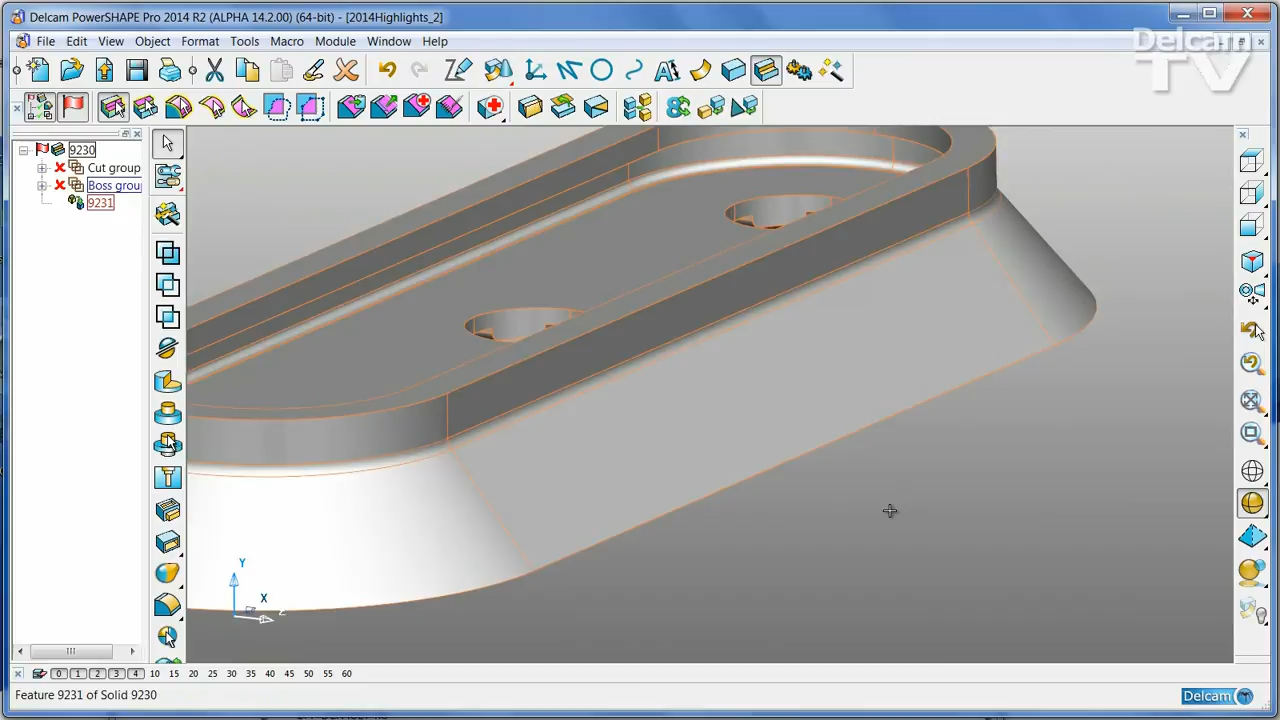 Delcam PowerSHAPE Pro 2014 R2 (ALPHA 14.2.00) (64-bit) - [2014Highlights_2]
File Edit View Object Format Tools Macro Module Window Help
Delcam
TV
9230
Cut group
Boss grou
9231
Y
X
Z
0 1 2 3 4 10 15 20 25 30 35 40 45 50 55 60
Feature 9231 of Solid 9230
Delcam